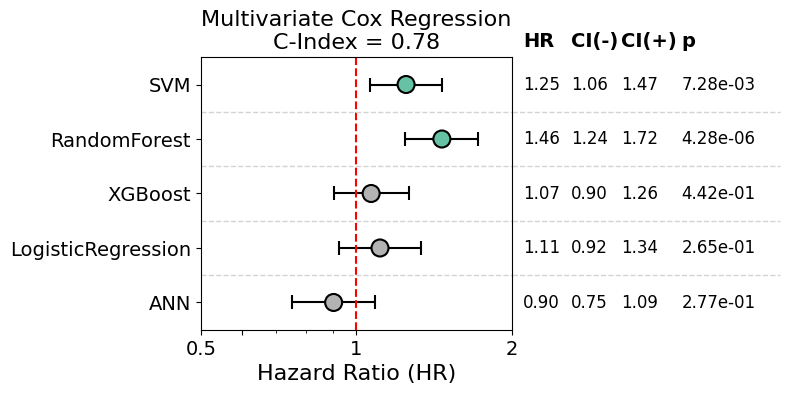 Multivariate Cox Regression
C-Index = 0.78
HR CI(-) CI(+) p
SVM 1.25 1.06 1.47 7.28e-03
RandomForest 1.46 1.24 1.72 4.28e-06
XGBoost 1.07 0.90 1.26 4.42e-01
LogisticRegression 1.11 0.92 1.34 2.65e-01
ANN 0.90 0.75 1.09 2.77e-01
0.5 1 2
Hazard Ratio (HR)